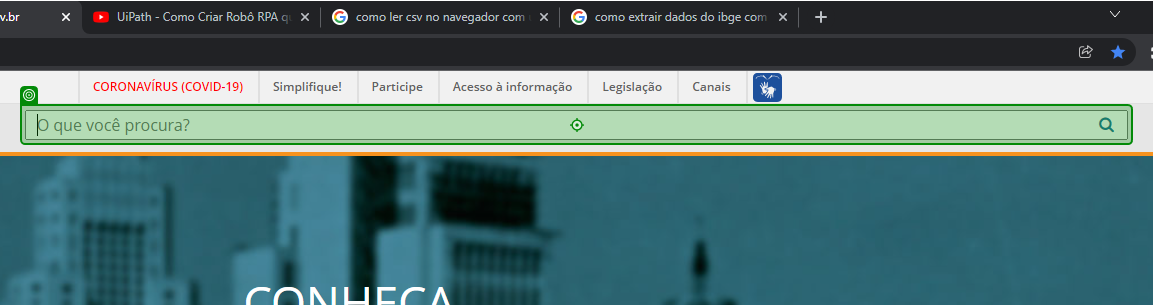 v.br
UiPath - Como Criar Robô RPA
como ler csv no navegador com
como extrair dados do ibge com
CORONAVÍRUS (COVID-19) Simplifique! Participe Acesso à informação Legislação Canais
O que você procura?
CONHEÇA